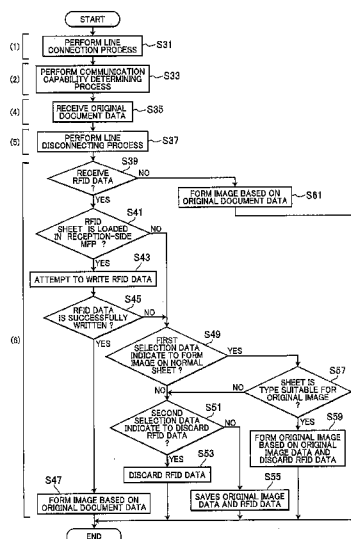 START
(1)
PERFORM LINE
CONNECTION PROCESS
S31
(2)
PERFORM COMMUNICATION
CAPABILITY DETERMINING
PROCESS
S33
(4)
RECEIVE ORIGINAL
DOCUMENT DATA
S35
(5)
PERFORM LINE
DISCONNECTING PROCESS
S37
(6)
RECEIVE
RFID DATA
?
S39
NO
YES
FORM IMAGE BASED ON
ORIGINAL DOCUMENT DATA
S61
RFID
SHEET IS LOADED
IN RECEPTION-SIDE
MFP ?
S41
NO
YES
ATTEMPT TO WRITE RFID DATA
S43
RFID DATA
IS SUCCESSFULLY
WRITTEN ?
S45
NO
YES
FIRST
SELECTION DATA
INDICATE TO FORM
IMAGE ON NORMAL
SHEET ?
S49
YES
NO
SHEET IS
TYPE SUITABLE FOR
ORIGINAL IMAGE
?
S57
NO
YES
SECOND
SELECTION DATA
INDICATE TO DISCARD
RFID DATA
?
S51
NO
YES
FORM ORIGINAL IMAGE
BASED ON ORIGINAL
IMAGE DATA AND
DISCARD RFID DATA
S59
DISCARD RFID DATA
S53
SAVES ORIGINAL IMAGE
DATA AND RFID DATA
S55
S47
FORM IMAGE BASED ON
ORIGINAL DOCUMENT DATA
END